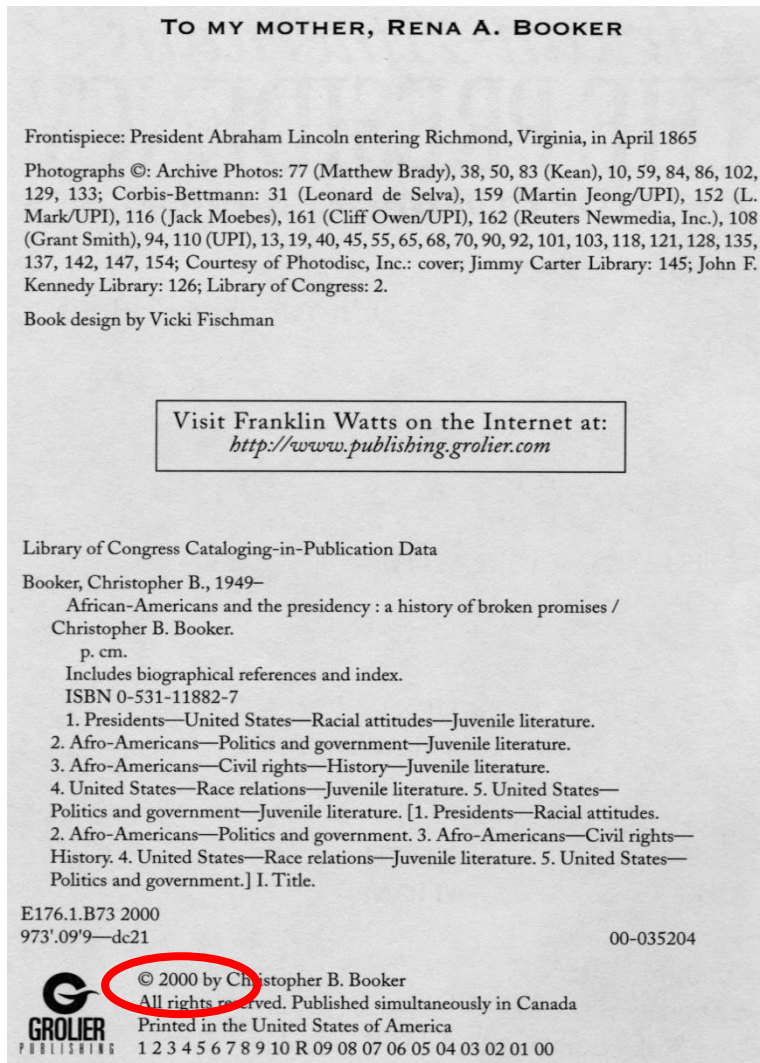 TO MY MOTHER, RENA A. BOOKER
Frontispiece: President Abraham Lincoln entering Richmond, Virginia, in April 1865
Photographs ©: Archive Photos: 77 (Matthew Brady), 38, 50, 83 (Kean), 10, 59, 84, 86, 102,
129, 133; Corbis-Bettmann: 31 (Leonard de Selva), 159 (Martin Jeong/UPI), 152 (L.
Mark/UPI), 116 (Jack Moebes), 161 (Cliff Owen/UPI), 162 (Reuters Newmedia, Inc.), 108
(Grant Smith), 94, 110 (UPI), 13, 19, 40, 45, 55, 65, 68, 70, 90, 92, 101, 103, 118, 121, 128, 135,
137, 142, 147, 154; Courtesy of Photodisc, Inc.: cover; Jimmy Carter Library: 145; John F.
Kennedy Library: 126; Library of Congress: 2.
Book design by Vicki Fischman
Visit Franklin Watts on the Internet at:
http://www.publishing.grolier.com
Library of Congress Cataloging-in-Publication Data
Booker, Christopher B., 1949–
African-Americans and the presidency : a history of broken promises /
Christopher B. Booker.
p. cm.
Includes biographical references and index.
ISBN 0-531-11882-7
1. Presidents—United States—Racial attitudes—Juvenile literature.
2. Afro-Americans—Politics and government—Juvenile literature.
3. Afro-Americans—Civil rights—History—Juvenile literature.
4. United States—Race relations—Juvenile literature. 5. United States—
Politics and government—Juvenile literature. [1. Presidents—Racial attitudes.
2. Afro-Americans—Politics and government. 3. Afro-Americans—Civil rights—
History. 4. United States—Race relations—Juvenile literature. 5. United States—
Politics and government.] I. Title.
E176.1.B73 2000
973'.09'9—dc21 00-035204
© 2000 by Christopher B. Booker
All rights reserved. Published simultaneously in Canada
Printed in the United States of America
1 2 3 4 5 6 7 8 9 10 R 09 08 07 06 05 04 03 02 01 00
GROLIER
PUBLISHING